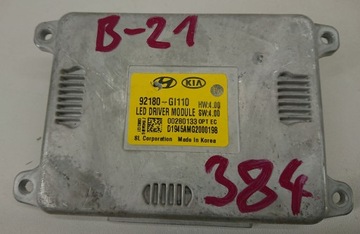 B-21
HYUNDAI KIA
92180-GI110 HW:4.00
LED DRIVER MODULE SW:4.00
00280133 OPT EC
D1945AMG2000198
SL Corporation Made in Korea
384